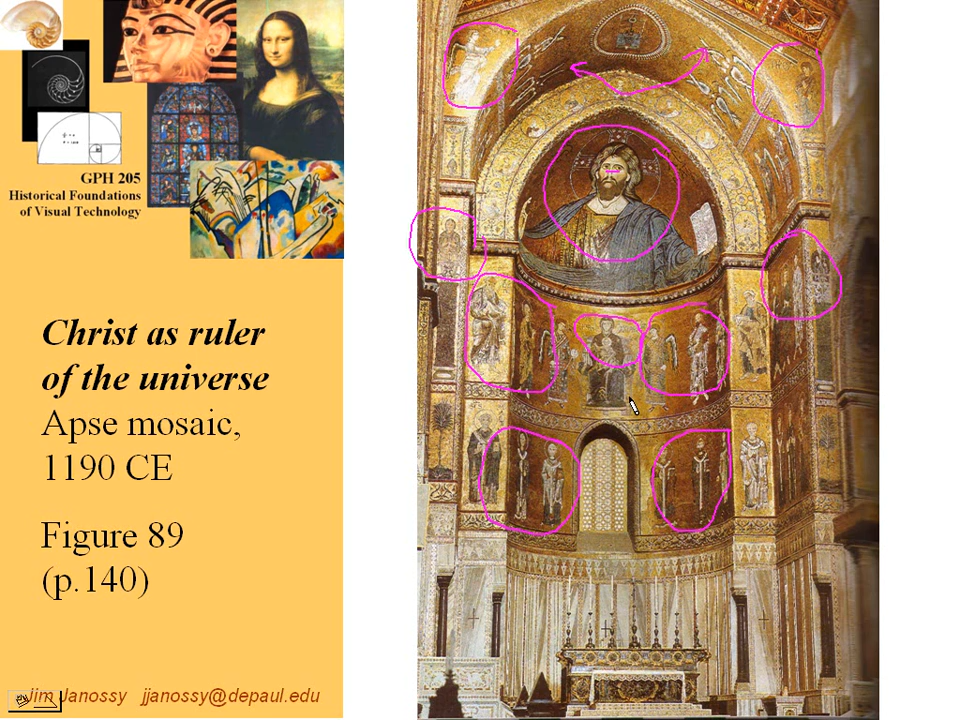 GPH 205
Historical Foundations
of Visual Technology
Christ as ruler
of the universe
Apse mosaic,
1190 CE
Figure 89
(p.140)
Jim Janossy jjanossy@depaul.edu